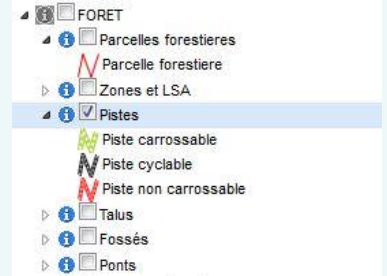 FORET
Parcelles forestieres
Parcelle forestiere
Zones et LSA
Pistes
Piste carrossable
Piste cyclable
Piste non carrossable
Talus
Fossés
Ponts